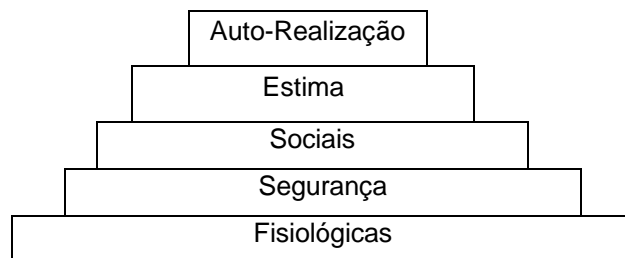 Auto-Realização
Estima
Sociais
Segurança
Fisiológicas